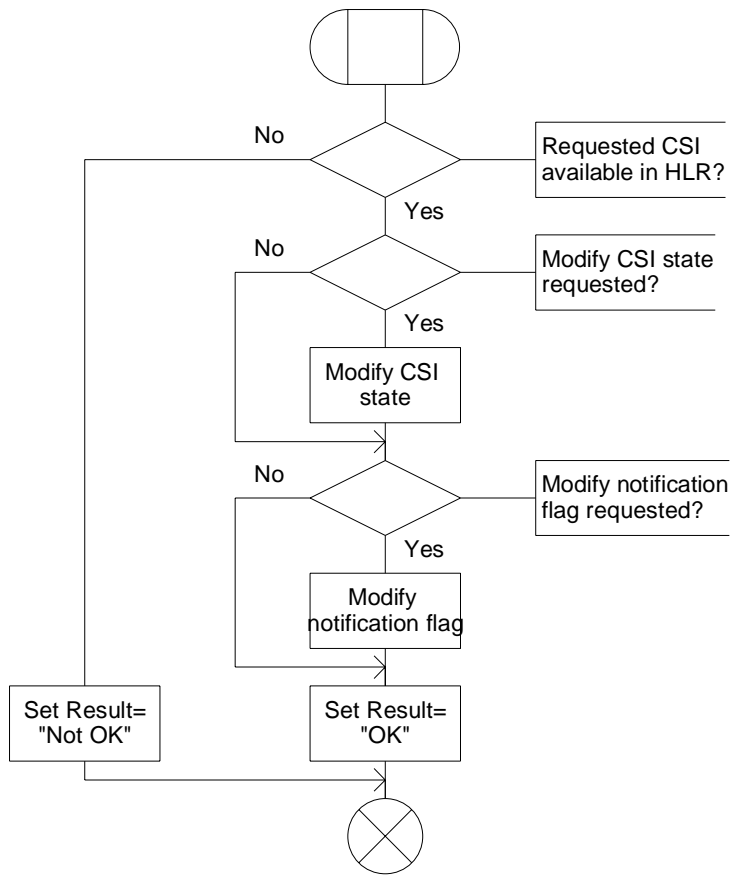 No
Requested CSI
available in HLR?
Yes
No
Modify CSI state
requested?
Yes
Modify CSI
state
No
Modify notification
flag requested?
Yes
Modify
notification flag
Set Result=
"Not OK"
Set Result=
"OK"